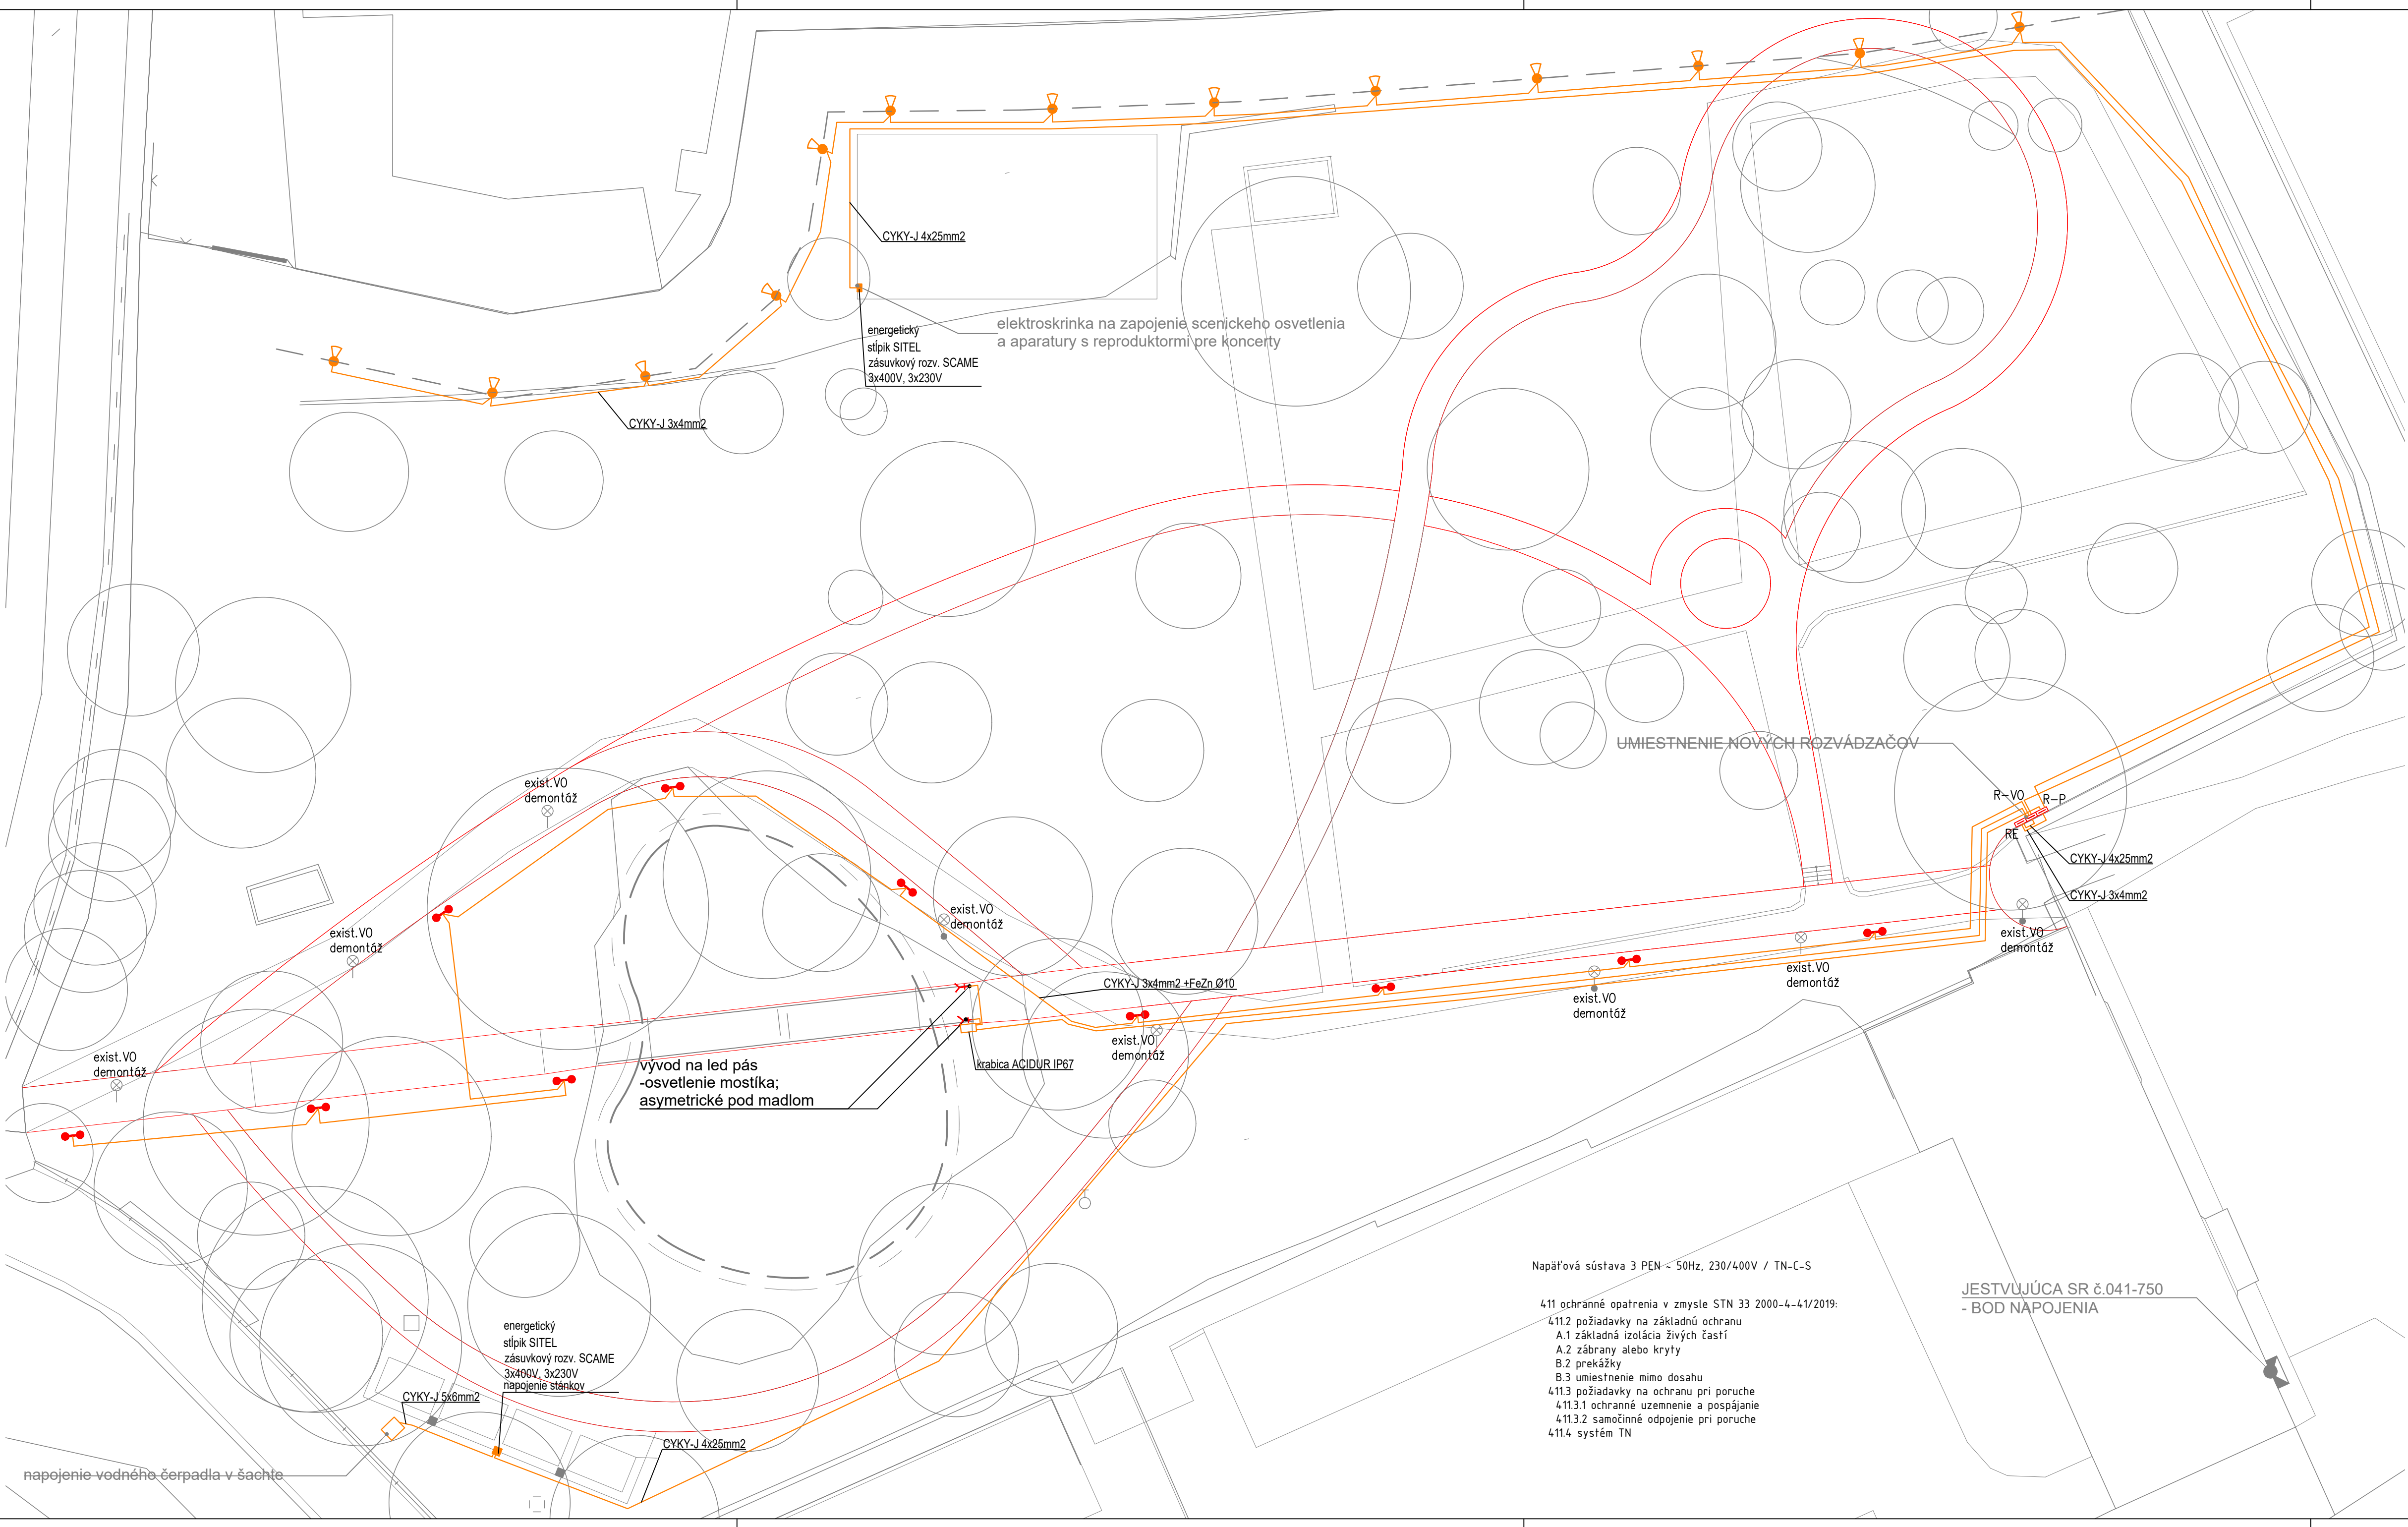 CYKY-J 4x25mm2
energetický
stĺpik SITEL
zásuvkový rozv. SCAME
3x400V, 3x230V
elektroskrinka na zapojenie scenickeho osvetlenia
a aparatury s reproduktormi pre koncerty
CYKY-J 3x4mm2
UMIESTNENIE NOVÝCH ROZVÁDZAČOV
exist.VO
demontáž
R-VO
R-P
RE
CYKY-J 4x25mm2
CYKY-J 3x4mm2
exist.VO
demontáž
exist.VO
demontáž
exist.VO
demontáž
exist.VO
demontáž
CYKY-J 3x4mm2 +FeZn Ø10
exist.VO
demontáž
exist.VO
demontáž
exist.VO
demontáž
krabica ACIDUR IP67
vývod na led pás
-osvetlenie mostíka;
asymetrické pod madlom
Napäťová sústava 3 PEN ~ 50Hz, 230/400V / TN-C-S
411 ochranné opatrenia v zmysle STN 33 2000-4-41/2019:
411.2 požiadavky na základnú ochranu
A.1 základná izolácia živých častí
A.2 zábrany alebo kryty
B.2 prekážky
B.3 umiestnenie mimo dosahu
411.3 požiadavky na ochranu pri poruche
411.3.1 ochranné uzemnenie a pospájanie
411.3.2 samočinné odpojenie pri poruche
411.4 systém TN
JESTVUJÚCA SR č.041-750
- BOD NAPOJENIA
energetický
stĺpik SITEL
zásuvkový rozv. SCAME
3x400V, 3x230V
napojenie stánkov
CYKY-J 5x6mm2
CYKY-J 4x25mm2
napojenie vodného čerpadla v šachte